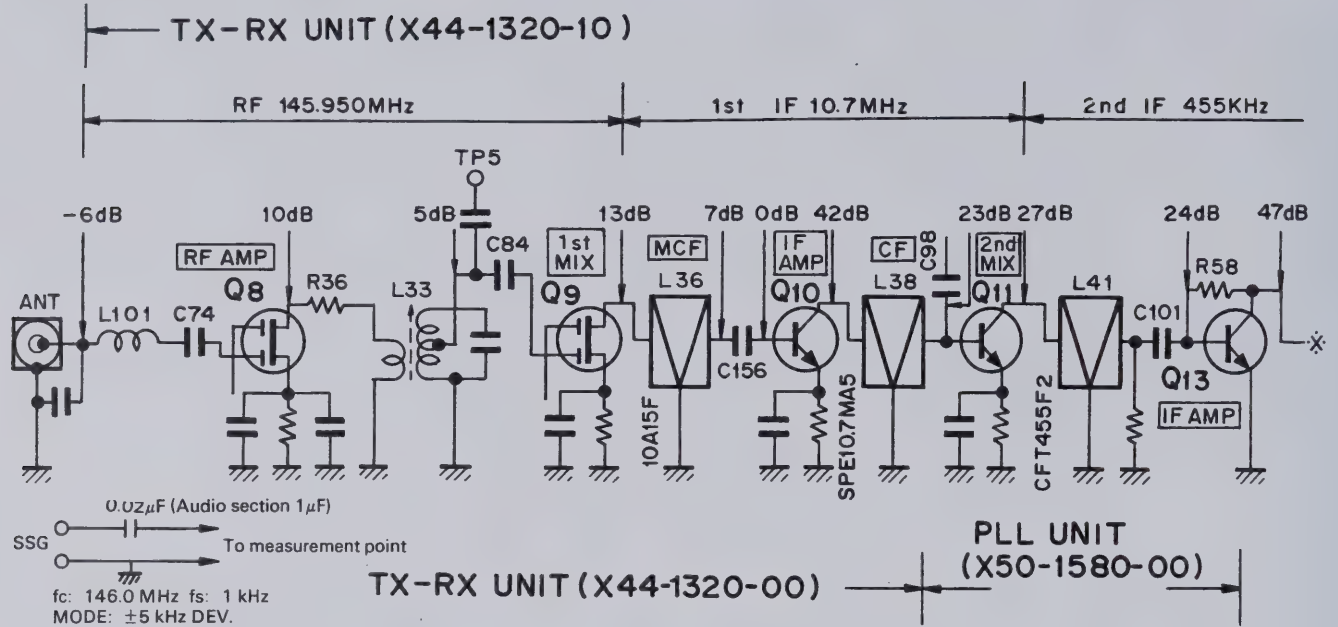 TX-RX UNIT (X44-1320-10)
RF 145.950MHz
1st IF 10.7MHz
2nd IF 455KHz
TP5
-6dB
10dB
5dB
13dB
7dB
0dB
42dB
23dB
27dB
24dB
47dB
RF AMP
C84
1st MIX
MCF
IF AMP
CF
C98
2nd MIX
R58
ANT
L101
C74
Q8
R36
L33
Q9
L36
Q10
L38
Q11
L41
C101
C156
Q13
IF AMP
10A15F
SPE10.7MA5
CFT455F2
0.02μF (Audio section 1μF)
SSG
To measurement point
fc: 146.0 MHz fs: 1 kHz
MODE: ±5 kHz DEV.
TX-RX UNIT (X44-1320-00)
PLL UNIT
(X50-1580-00)